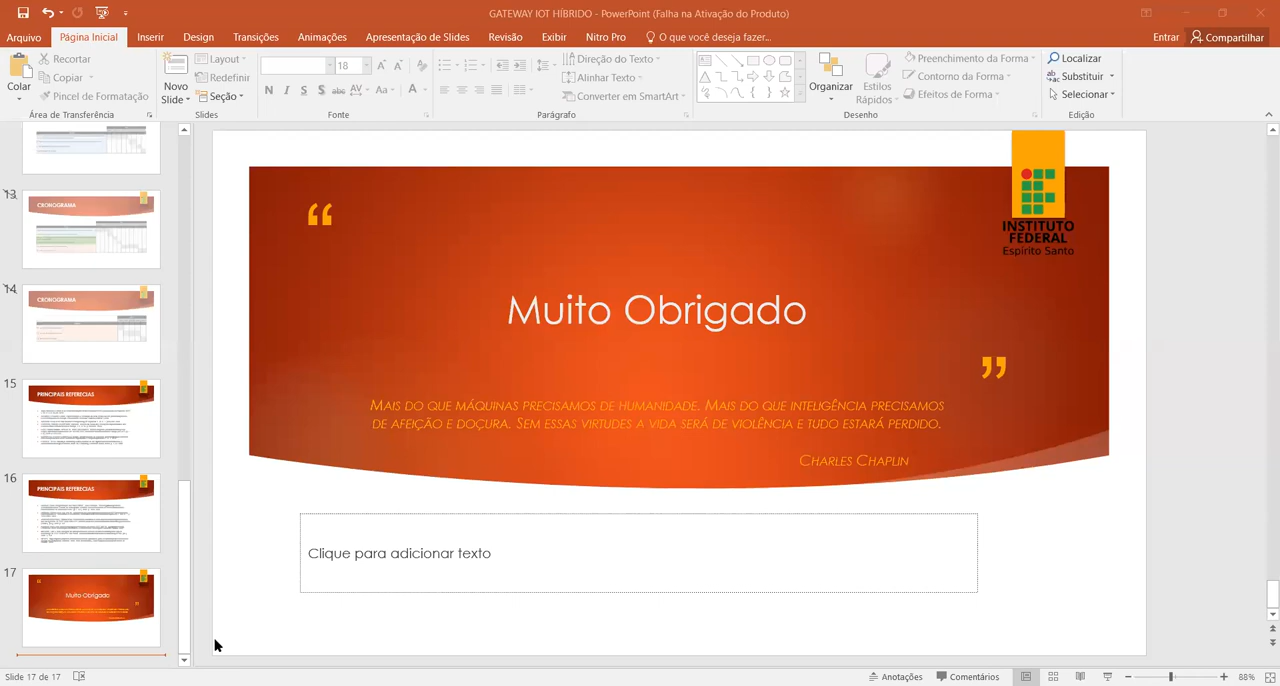 GATEWAY IOT HÍBRIDO - PowerPoint (Falha na Ativação do Produto)
Arquivo Página Inicial Inserir Design Transições Animações Apresentação de Slides Revisão Exibir Nitro Pro O que você deseja fazer... Entrar Compartilhar
Colar
Recortar
Copiar
Pincel de Formatação
Área de Transferência
Novo Slide
Layout
Redefinir
Seção
Slides
18
N I S S abc AV Aa A
Fonte
Direção do Texto
Alinhar Texto
Converter em SmartArt
Parágrafo
Organizar
Estilos Rápidos
Preenchimento da Forma
Contorno da Forma
Efeitos de Forma
Desenho
Localizar
Substituir
Selecionar
Edição
13
CRONOGRAMA
14
CRONOGRAMA
15
PRINCIPAIS REFERECIAS
16
PRINCIPAIS REFERECIAS
17
Muito Obrigado
“
INSTITUTO
FEDERAL
Espírito Santo
Muito Obrigado
”
MAIS DO QUE MÁQUINAS PRECISAMOS DE HUMANIDADE. MAIS DO QUE INTELIGÊNCIA PRECISAMOS
DE AFEIÇÃO E DOÇURA. SEM ESSAS VIRTUDES A VIDA SERÁ DE VIOLÊNCIA E TUDO ESTARÁ PERDIDO.
CHARLES CHAPLIN
Clique para adicionar texto
Slide 17 de 17 Anotações Comentários 88%